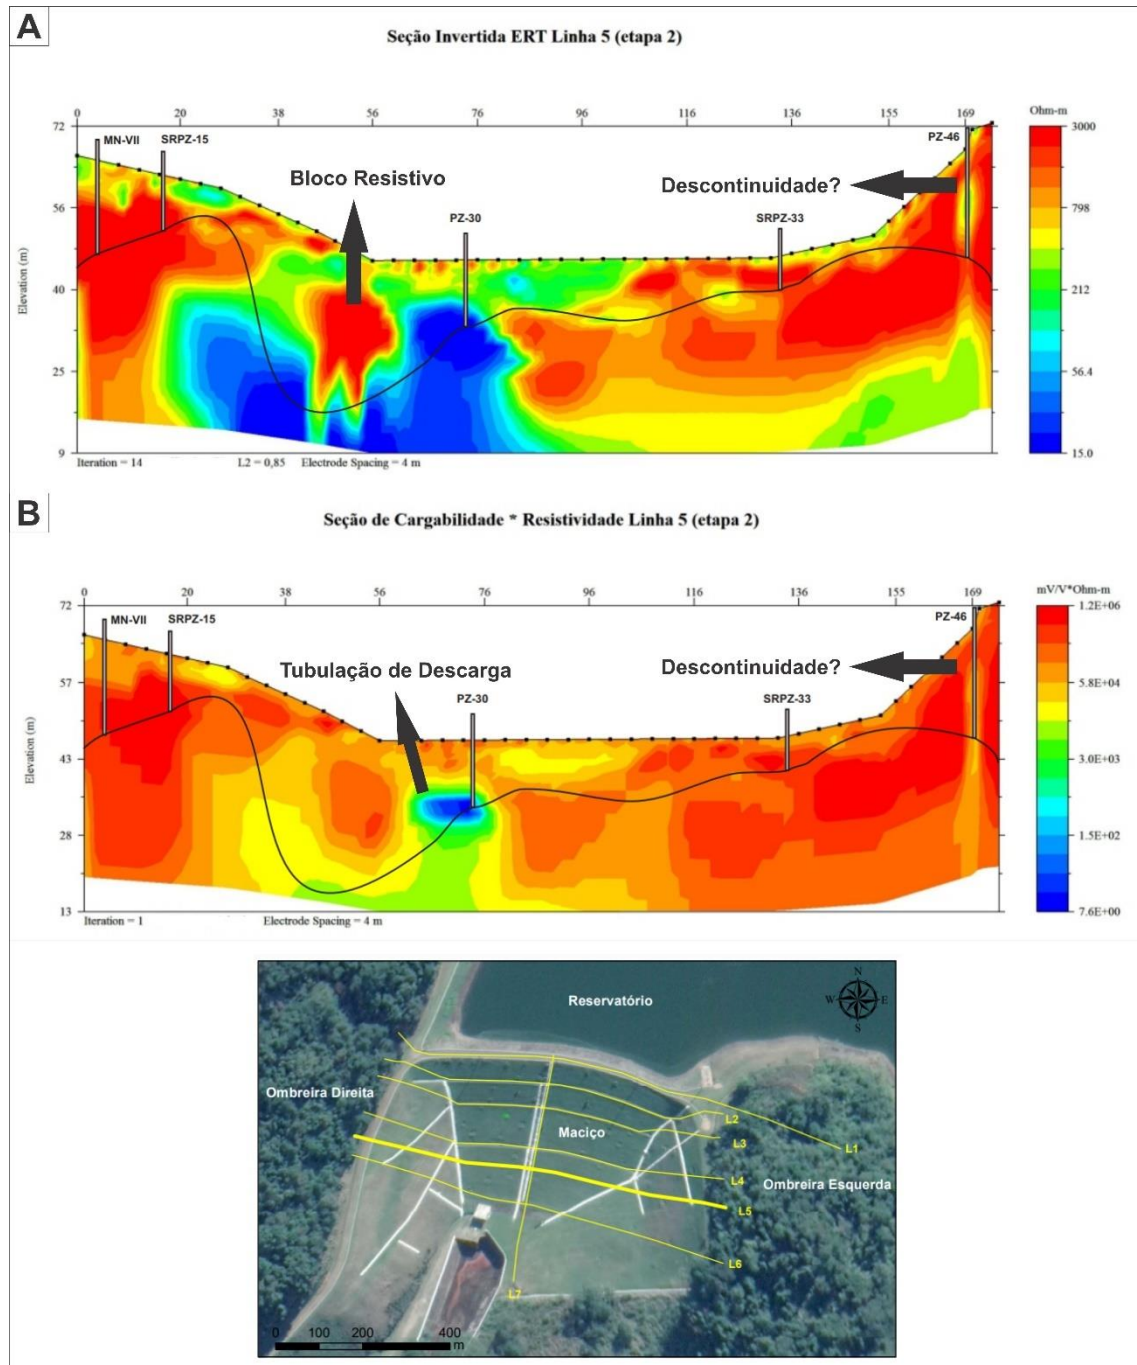 A
Seção Invertida ERT Linha 5 (etapa 2)
0 20 38 56 76 96 116 136 155 169
Ohm-m
72 3000
MN-VII SRPZ-15 PZ-46
Bloco Resistivo Descontinuidade?
56 798
PZ-30 SRPZ-33
Elevation (m)
40 212
25 56.4
9 15.0
Iteration = 14 L2 = 0,85 Electrode Spacing = 4 m
B
Seção de Cargabilidade * Resistividade Linha 5 (etapa 2)
0 20 38 56 76 96 116 136 155 169
mV/V*Ohm-m
72 1.2E+06
MN-VII SRPZ-15 PZ-46
Tubulação de Descarga Descontinuidade?
57 5.8E+04
PZ-30 SRPZ-33
Elevation (m)
43 3.0E+03
28 1.5E+02
13 7.6E+00
Iteration = 1 Electrode Spacing = 4 m
N
W E
S
Reservatório
Ombreira Direita
Maciço
L2
L3
L1
L4
Ombreira Esquerda
L5
L6
L7
0 100 200 400
m